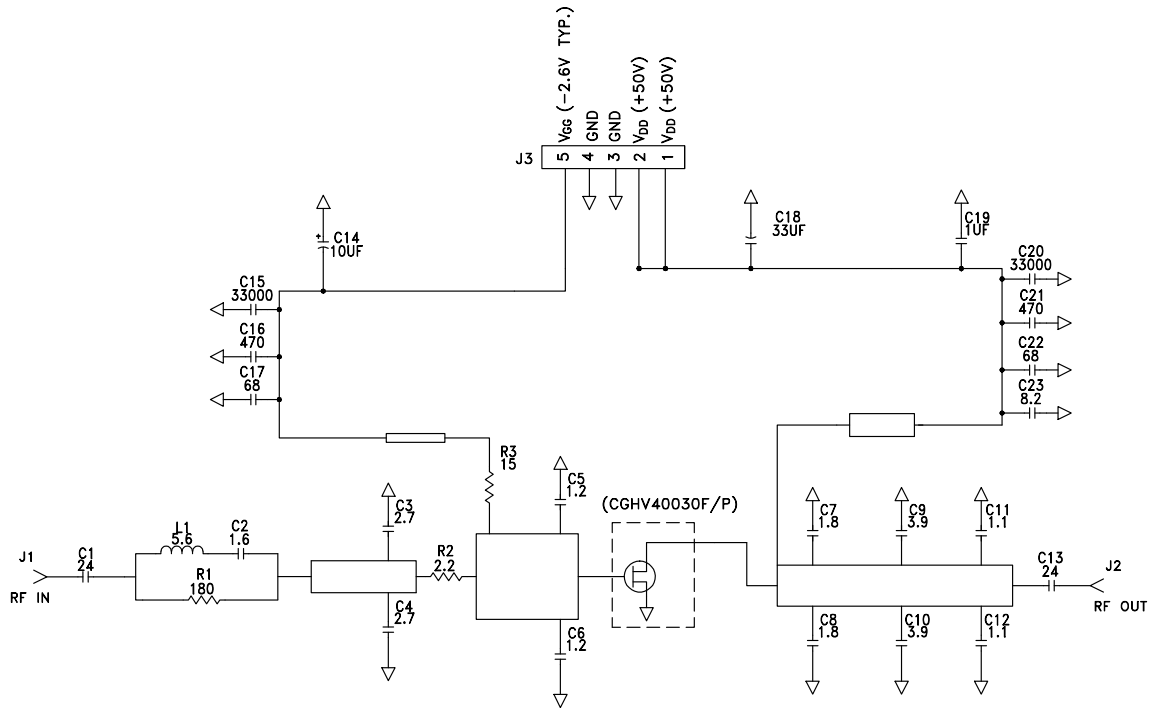 VGG (-2.6V TYP.)
GND
GND
VDD (+50V)
VDD (+50V)
J3
5 4 3 2 1
C14
10UF
C18
33UF
C19
1UF
C15
33000
C16
470
C17
68
C20
33000
C21
470
C22
68
C23
8.2
R3
15
C5
1.2
(CGHV40030F/P)
C3
2.7
C7
1.8
C9
3.9
C11
1.1
L1
5.6
C2
1.6
J1
C1
24
RF IN
R1
180
R2
2.2
C13
24
J2
RF OUT
C4
2.7
C6
1.2
C8
1.8
C10
3.9
C12
1.1